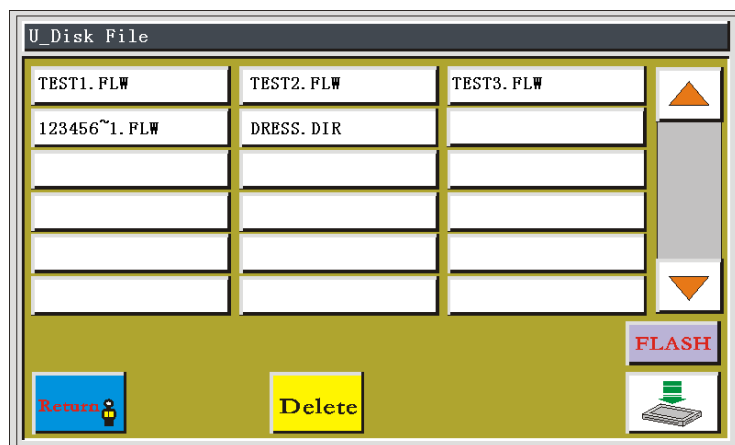 U_Disk File
TEST1.FLW TEST2.FLW TEST3.FLW
123456~1.FLW DRESS.DIR
FLASH
Return Delete